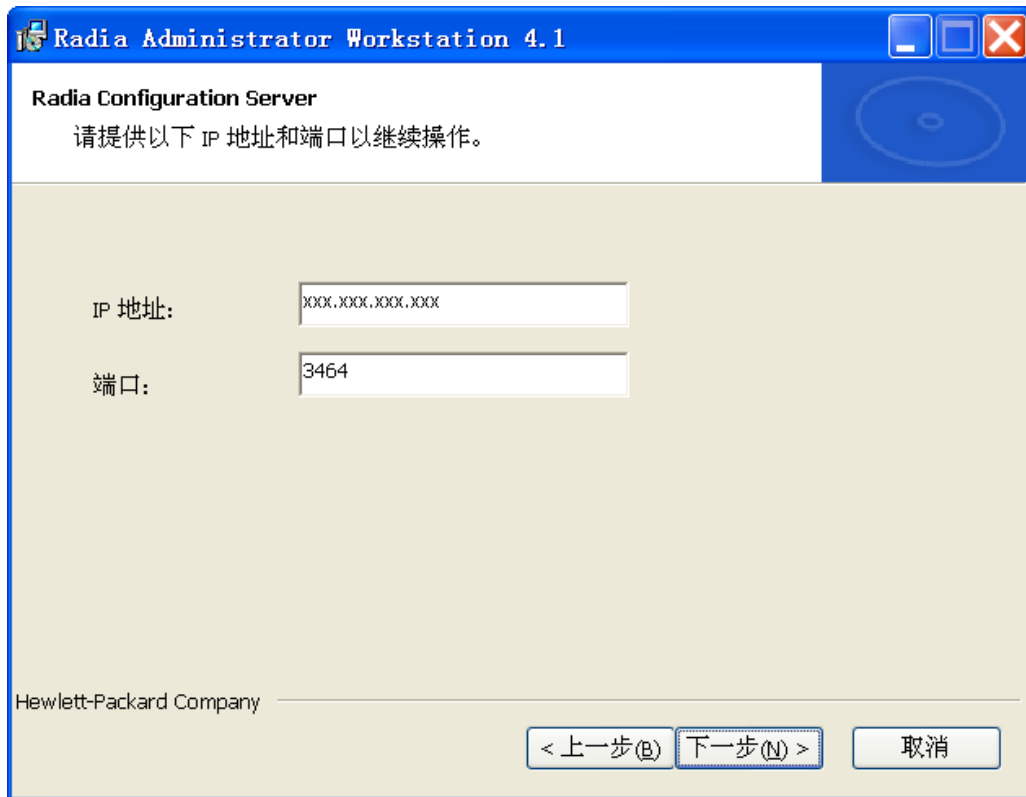 Radia Administrator Workstation 4.1
Radia Configuration Server
请提供以下 IP 地址和端口以继续操作。
IP 地址: xxx.xxx.xxx.xxx
端口: 3464
Hewlett-Packard Company
< 上一步(B) 下一步(N) > 取消